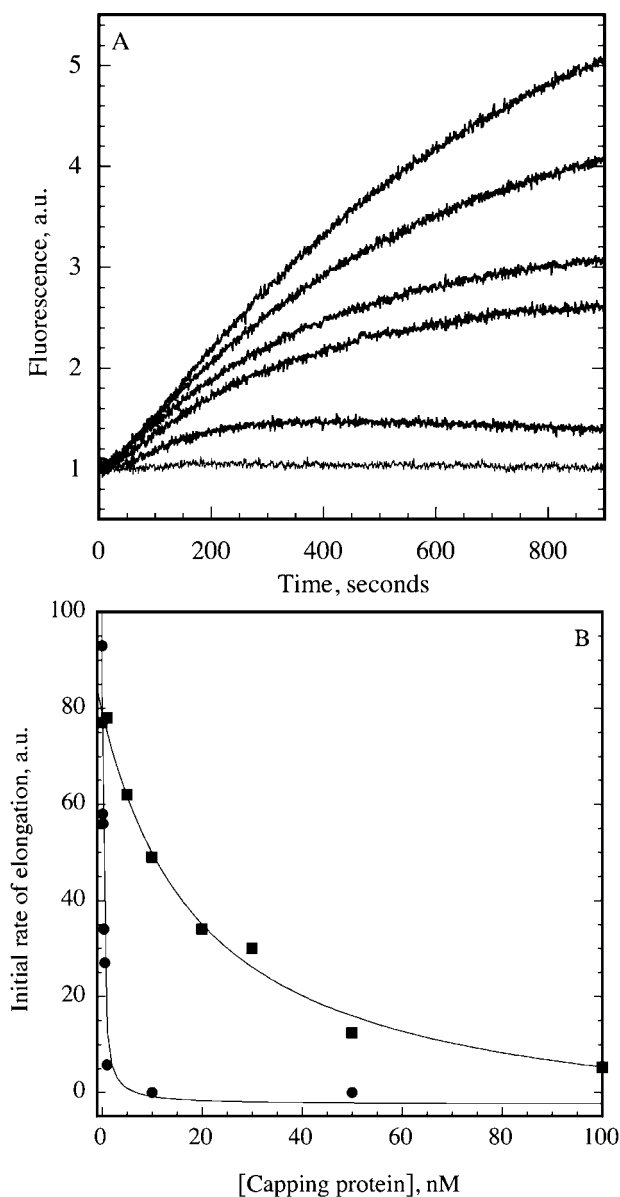 A
5
4
3
2
1
Fluorescence, a.u.
0 200 400 600 800
Time, seconds
100
B
80
60
40
20
0
Initial rate of elongation, a.u.
0 20 40 60 80 100
[Capping protein], nM